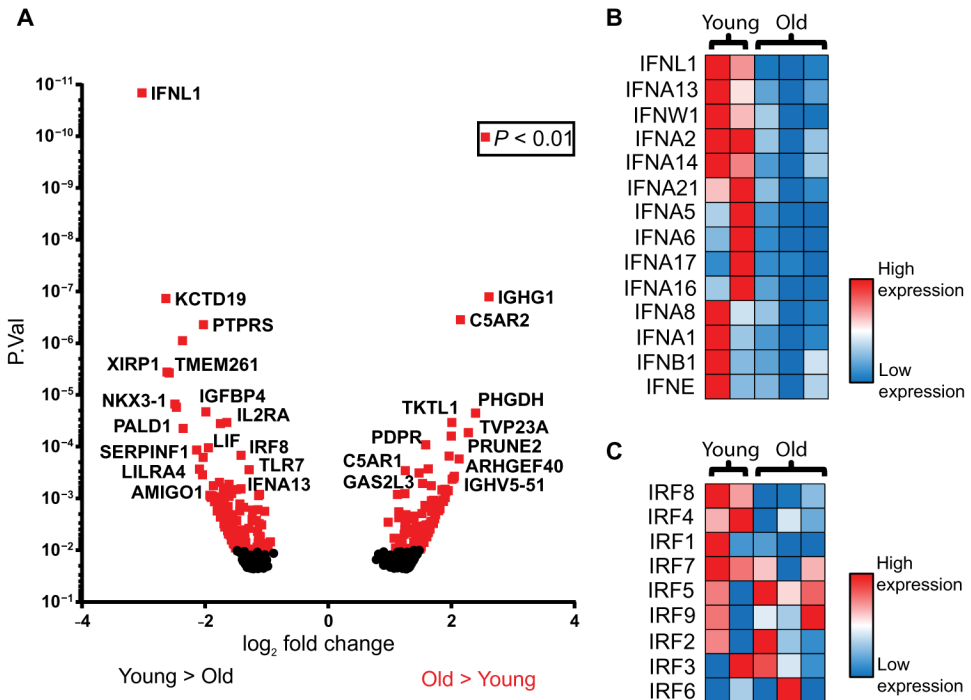 A
P.Val
10-11
10-10
10-9
10-8
10-7
10-6
10-5
10-4
10-3
10-2
10-1
IFNL1
P < 0.01
KCTD19
PTPRS
XIRP1 TMEM261
NKX3-1
IGFBP4
PALD1
IL2RA
SERPINF1
LIF
IRF8
LILRA4
TLR7
AMIGO1
IFNA13
IGHG1
C5AR2
PHGDH
TKTL1
TVP23A
PDPR
PRUNE2
C5AR1
ARHGEF40
GAS2L3
IGHV5-51
-4 -2 0 2 4
log2 fold change
Young > Old
Old > Young
B
Young Old
IFNL1
IFNA13
IFNW1
IFNA2
IFNA14
IFNA21
IFNA5
IFNA6
IFNA17
IFNA16
IFNA8
IFNA1
IFNB1
IFNE
High
expression
Low
expression
C
Young Old
IRF8
IRF4
IRF1
IRF7
IRF5
IRF9
IRF2
IRF3
IRF6
High
expression
Low
expression